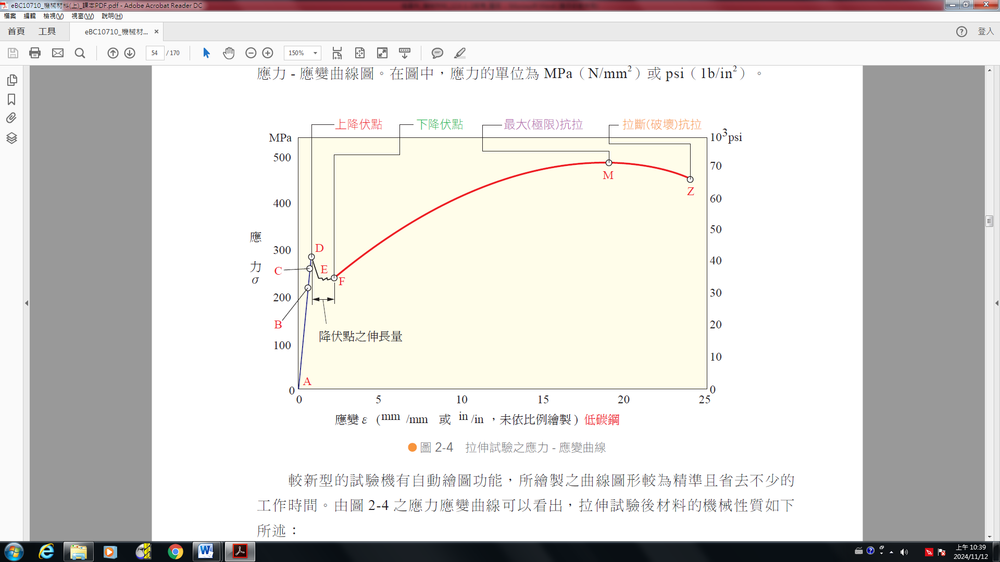 eBC10710_機械材料(上)_課本PDF.pdf - Adobe Acrobat Reader DC
檔案 編輯 檢視(V) 視窗(W) 說明(H)
首頁 工具 eBC10710_機械材... × 登入
54 / 170 150%
應力 - 應變曲線圖。在圖中，應力的單位為 MPa（N/mm²）或 psi（1b/in²）。
上降伏點 下降伏點 最大(極限)抗拉 拉斷(破壞)抗拉
MPa 10³psi
500
70
M
Z
400 60
應 50
300 D 40
力 C E
σ F
200 30
B 20
降伏點之伸長量
100
10
A
0 0
0 5 10 15 20 25
應變 ε (mm/mm 或 in/in，未依比例繪製) 低碳鋼
圖 2-4 拉伸試驗之應力 - 應變曲線
較新型的試驗機有自動繪圖功能，所繪製之曲線圖形較為精準且省去不少的
工作時間。由圖 2-4 之應力應變曲線可以看出，拉伸試驗後材料的機械性質如下
所述：
上午 10:39
2024/11/12